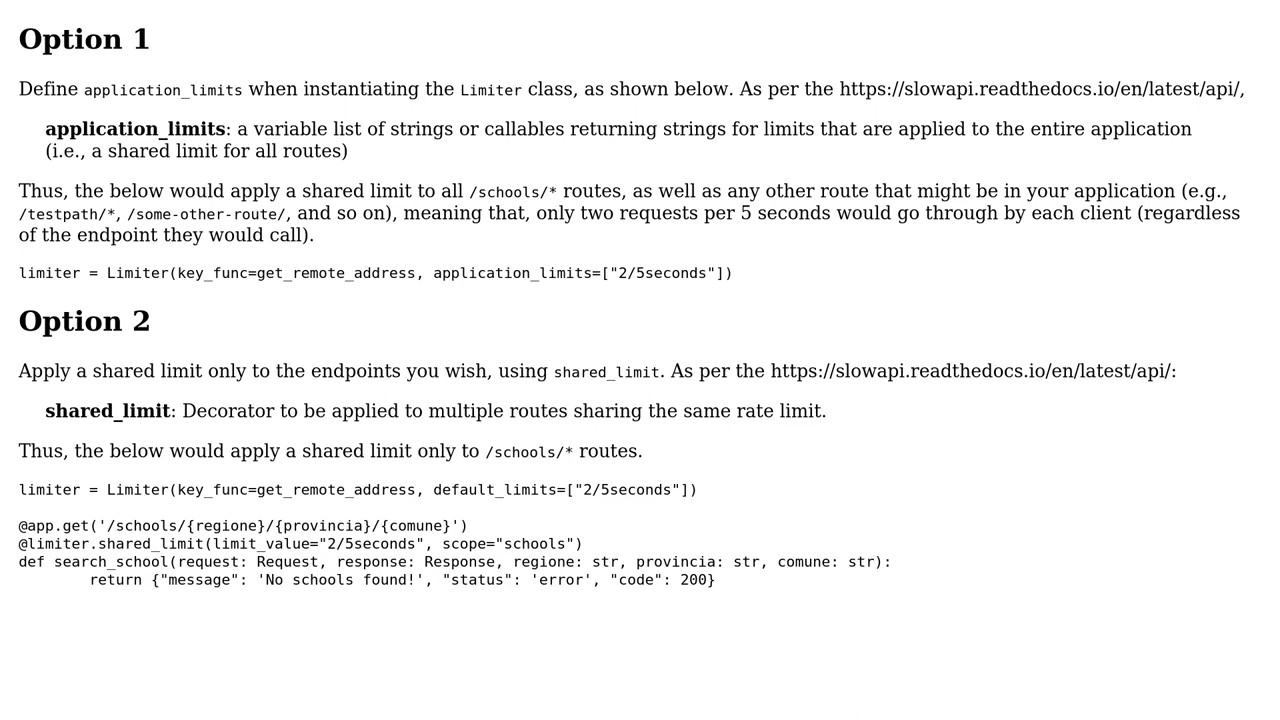 Option 1
Define application_limits when instantiating the Limiter class, as shown below. As per the https://slowapi.readthedocs.io/en/latest/api/,
application_limits: a variable list of strings or callables returning strings for limits that are applied to the entire application
(i.e., a shared limit for all routes)
Thus, the below would apply a shared limit to all /schools/* routes, as well as any other route that might be in your application (e.g.,
/testpath/*, /some-other-route/, and so on), meaning that, only two requests per 5 seconds would go through by each client (regardless
of the endpoint they would call).
limiter = Limiter(key_func=get_remote_address, application_limits=["2/5seconds"])
Option 2
Apply a shared limit only to the endpoints you wish, using shared_limit. As per the https://slowapi.readthedocs.io/en/latest/api/:
shared_limit: Decorator to be applied to multiple routes sharing the same rate limit.
Thus, the below would apply a shared limit only to /schools/* routes.
limiter = Limiter(key_func=get_remote_address, default_limits=["2/5seconds"])
@app.get('/schools/{regione}/{provincia}/{comune}')
@limiter.shared_limit(limit_value="2/5seconds", scope="schools")
def search_school(request: Request, response: Response, regione: str, provincia: str, comune: str):
        return {"message": 'No schools found!', "status": 'error', "code": 200}